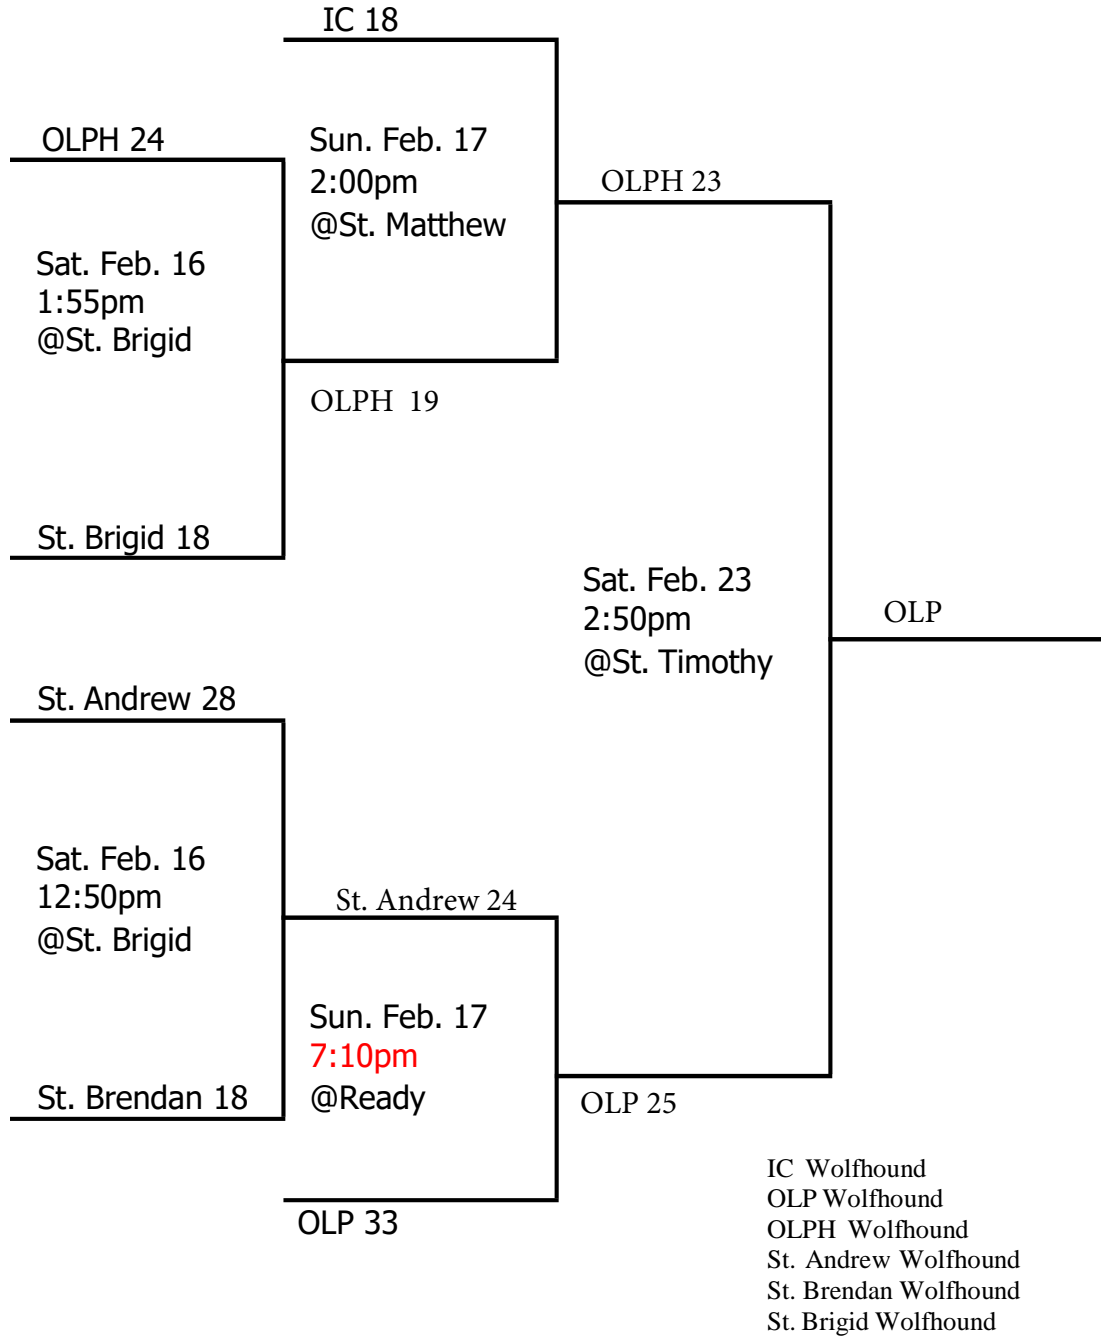 IC 18
OLPH 24
Sun. Feb. 17
2:00pm
@St. Matthew
OLPH 23
Sat. Feb. 16
1:55pm
@St. Brigid
OLPH 19
St. Brigid 18
Sat. Feb. 23
2:50pm
@St. Timothy
OLP
St. Andrew 28
Sat. Feb. 16
12:50pm
@St. Brigid
St. Andrew 24
Sun. Feb. 17
7:10pm
@Ready
St. Brendan 18
OLP 25
OLP 33
IC Wolfhound
OLP Wolfhound
OLPH Wolfhound
St. Andrew Wolfhound
St. Brendan Wolfhound
St. Brigid Wolfhound